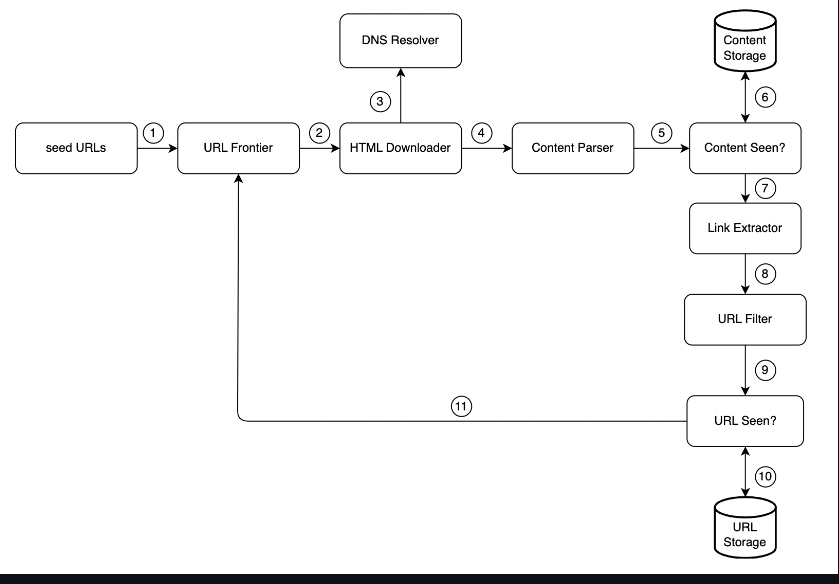 DNS Resolver
Content
Storage
3
6
1
2
4
5
seed URLs
URL Frontier
HTML Downloader
Content Parser
Content Seen?
7
Link Extractor
8
URL Filter
9
11
URL Seen?
10
URL
Storage